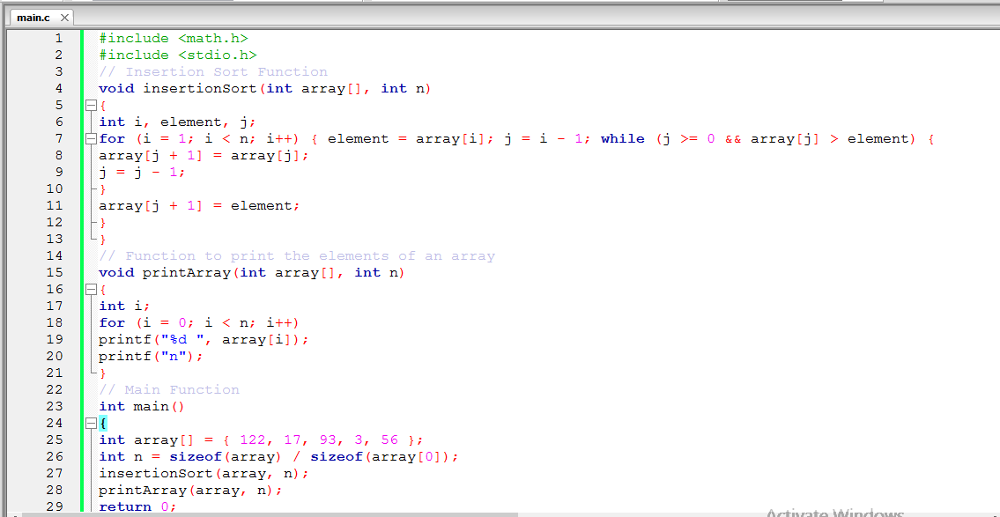 main.c
1 #include <math.h>
2 #include <stdio.h>
3 // Insertion Sort Function
4 void insertionSort(int array[], int n)
5 {
6 int i, element, j;
7 for (i = 1; i < n; i++) { element = array[i]; j = i - 1; while (j >= 0 && array[j] > element) {
8 array[j + 1] = array[j];
9 j = j - 1;
10 }
11 array[j + 1] = element;
12 }
13 }
14 // Function to print the elements of an array
15 void printArray(int array[], int n)
16 {
17 int i;
18 for (i = 0; i < n; i++)
19 printf("%d ", array[i]);
20 printf("n");
21 }
22 // Main Function
23 int main()
24 {
25 int array[] = { 122, 17, 93, 3, 56 };
26 int n = sizeof(array) / sizeof(array[0]);
27 insertionSort(array, n);
28 printArray(array, n);
29 return 0;
Activate Windows